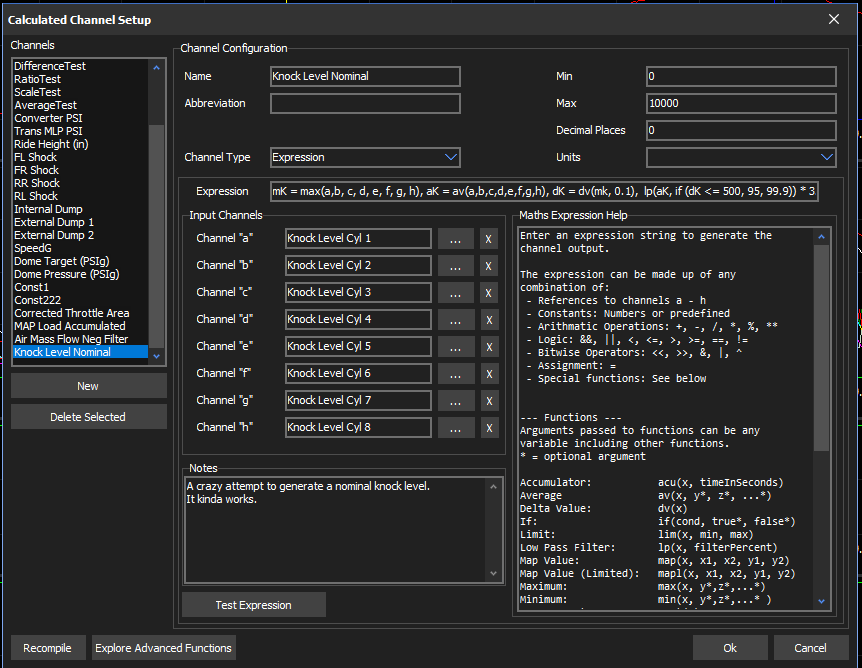 Calculated Channel Setup
Channels
DifferenceTest
RatioTest
ScaleTest
AverageTest
Converter PSI
Trans MLP PSI
Ride Height (in)
FL Shock
FR Shock
RR Shock
RL Shock
Internal Dump
External Dump 1
External Dump 2
SpeedG
Dome Target (PSIg)
Dome Pressure (PSIg)
Const1
Const222
Corrected Throttle Area
MAP Load Accumulated
Air Mass Flow Neg Filter
Knock Level Nominal
New
Delete Selected
Channel Configuration
Name
Knock Level Nominal
Min
0
Abbreviation
Max
10000
Decimal Places
0
Channel Type
Expression
Units
Expression
mK = max(a,b, c, d, e, f, g, h), aK = av(a,b,c,d,e,f,g,h), dK = dv(mk, 0.1),  lp(aK, if (dK <= 500, 95, 99.9)) * 3
Input Channels
Channel "a"
Knock Level Cyl 1
...
X
Channel "b"
Knock Level Cyl 2
...
X
Channel "c"
Knock Level Cyl 3
...
X
Channel "d"
Knock Level Cyl 4
...
X
Channel "e"
Knock Level Cyl 5
...
X
Channel "f"
Knock Level Cyl 6
...
X
Channel "g"
Knock Level Cyl 7
...
X
Channel "h"
Knock Level Cyl 8
...
X
Notes
A crazy attempt to generate a nominal knock level.
It kinda works.
Test Expression
Maths Expression Help
Enter an expression string to generate the
channel output.
The expression can be made up of any
combination of:
- References to channels a - h
- Constants: Numbers or predefined
- Arithmatic Operations: +, -, /, *, %, **
- Logic: &&, ||, <, <=, >, >=, ==, !=
- Bitwise Operators: <<, >>, &, |, ^
- Assignment: =
- Special functions: See below
--- Functions ---
Arguments passed to functions can be any
variable including other functions.
* = optional argument
Accumulator: acu(x, timeInSeconds)
Average av(x, y*, z*, ...*)
Delta Value: dv(x)
If: if(cond, true*, false*)
Limit: lim(x, min, max)
Low Pass Filter: lp(x, filterPercent)
Map Value: map(x, x1, x2, y1, y2)
Map Value (Limited): mapl(x, x1, x2, y1, y2)
Maximum: max(x, y*,z*,...*)
Minimum: min(x, y*,z*,...* )
Recompile
Explore Advanced Functions
Ok
Cancel